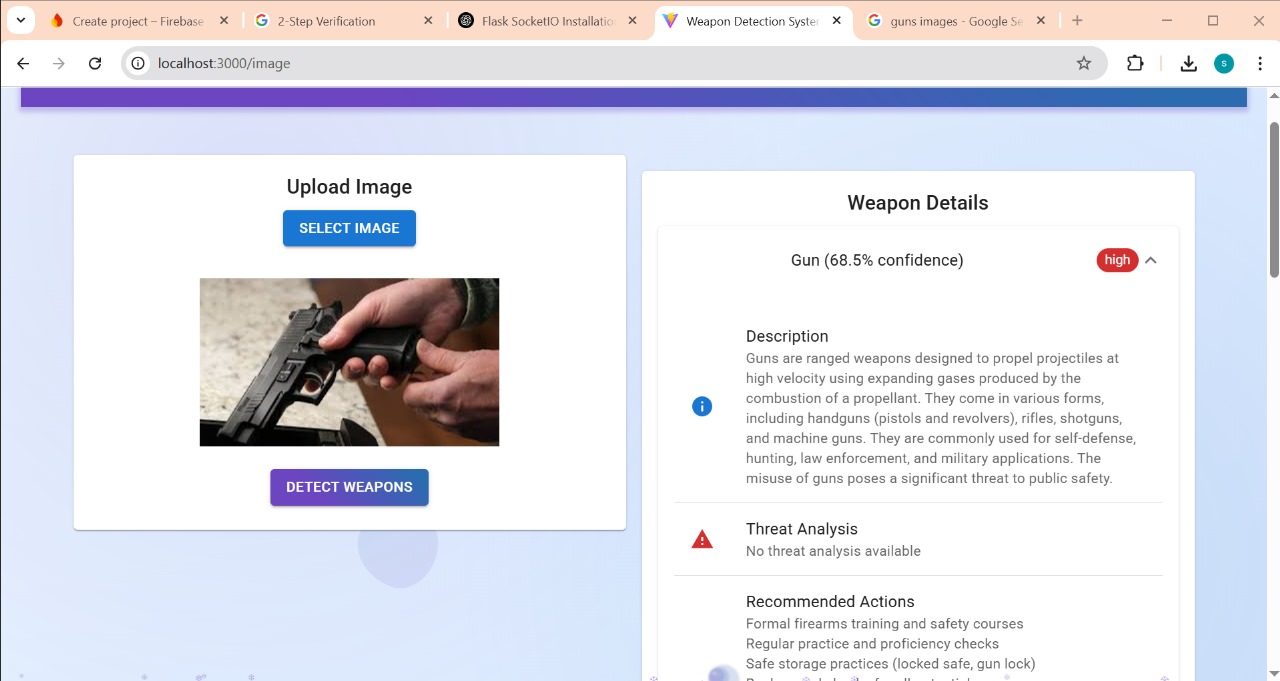 Create project – Firebase
2-Step Verification
Flask SocketIO Installatio
Weapon Detection Syste
guns images - Google Se
localhost:3000/image
s
Upload Image
SELECT IMAGE
DETECT WEAPONS
Weapon Details
Gun (68.5% confidence)
high
Description
Guns are ranged weapons designed to propel projectiles at
high velocity using expanding gases produced by the
combustion of a propellant. They come in various forms,
including handguns (pistols and revolvers), rifles, shotguns,
and machine guns. They are commonly used for self-defense,
hunting, law enforcement, and military applications. The
misuse of guns poses a significant threat to public safety.
Threat Analysis
No threat analysis available
Recommended Actions
Formal firearms training and safety courses
Regular practice and proficiency checks
Safe storage practices (locked safe, gun lock)